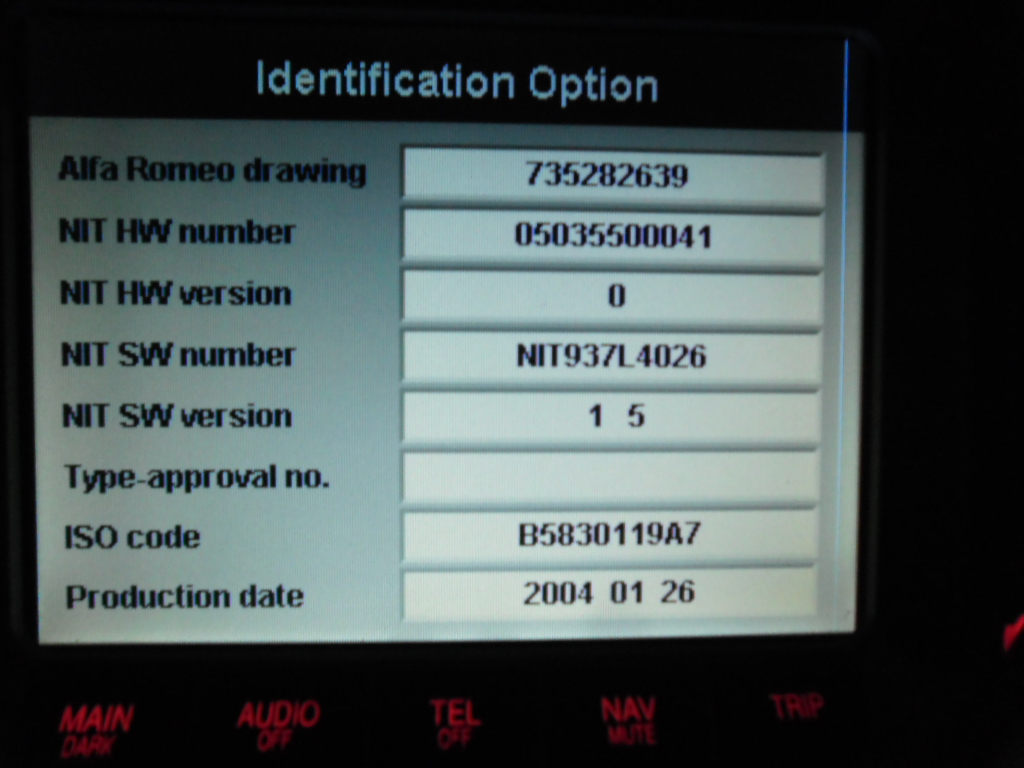 Identification Option
Alfa Romeo drawing 735282639
NIT HW number 05035500041
NIT HW version 0
NIT SW number NIT937L4026
NIT SW version 1 5
Type-approval no.
ISO code B5830119A7
Production date 2004 01 26
MAIN AUDIO TEL NAV TRIP
DARK OFF OFF MUTE